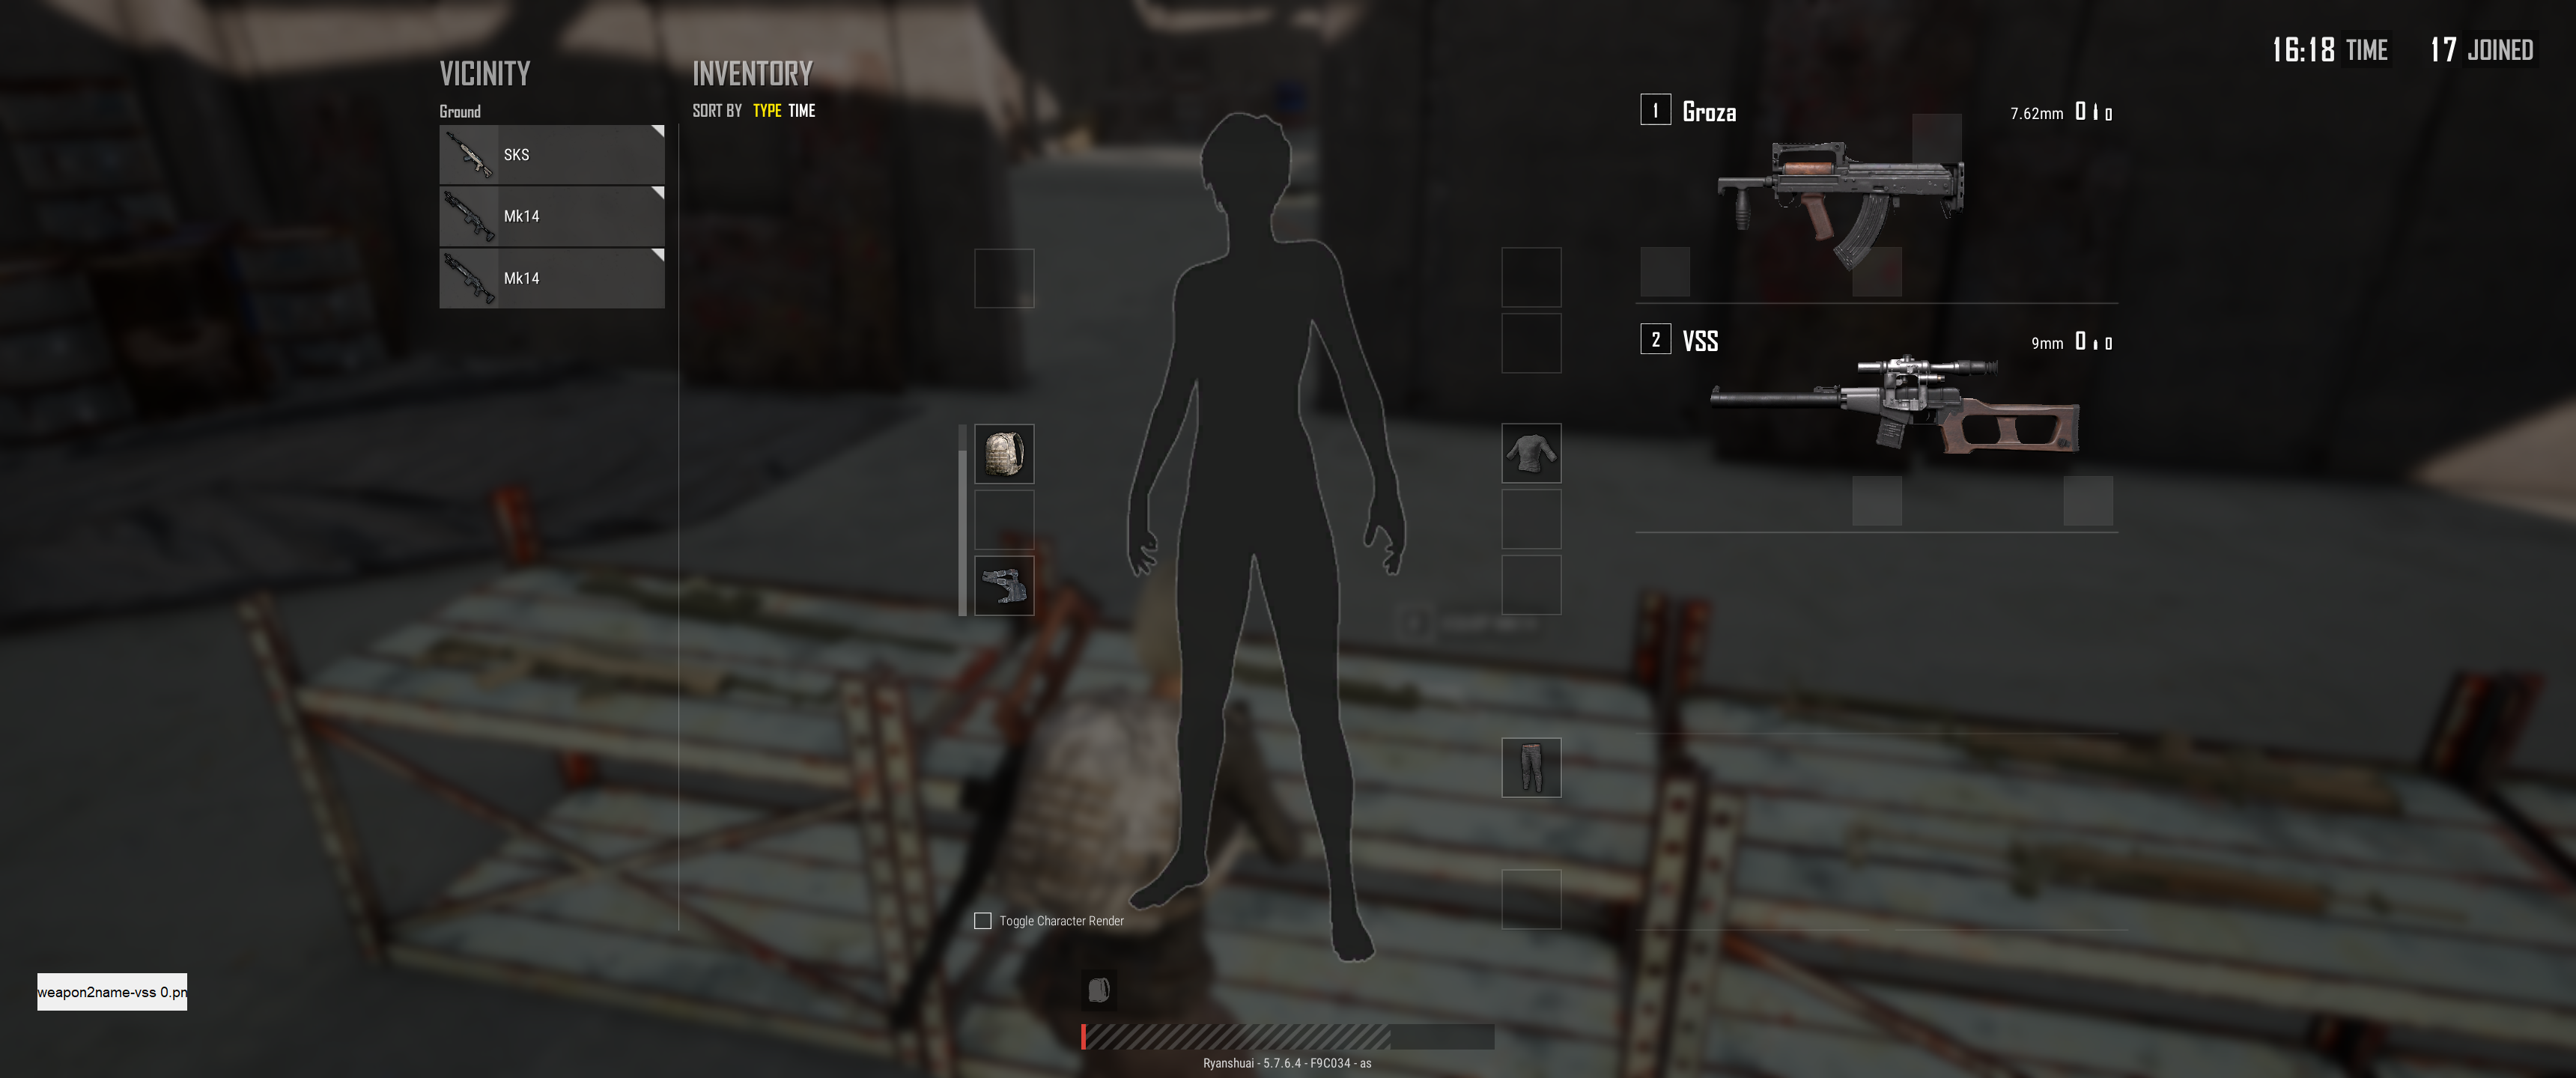 16:18 TIME 17 JOINED
VICINITY
Ground
SKS
Mk14
Mk14
INVENTORY
SORT BY TYPE TIME
1 Groza 7.62mm 0 0
2 VSS 9mm 0 0
Toggle Character Render
weapon2name-vss 0.pn
Ryanshuai - 5.7.6.4 - F9C034 - as